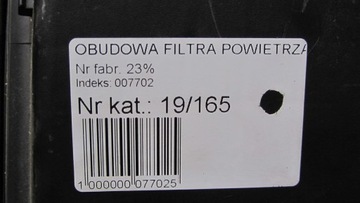 OBUDOWA FILTRA POWIETRZA
Nr fabr. 23%
Indeks: 007702
Nr kat.: 19/165
1 000000 077025